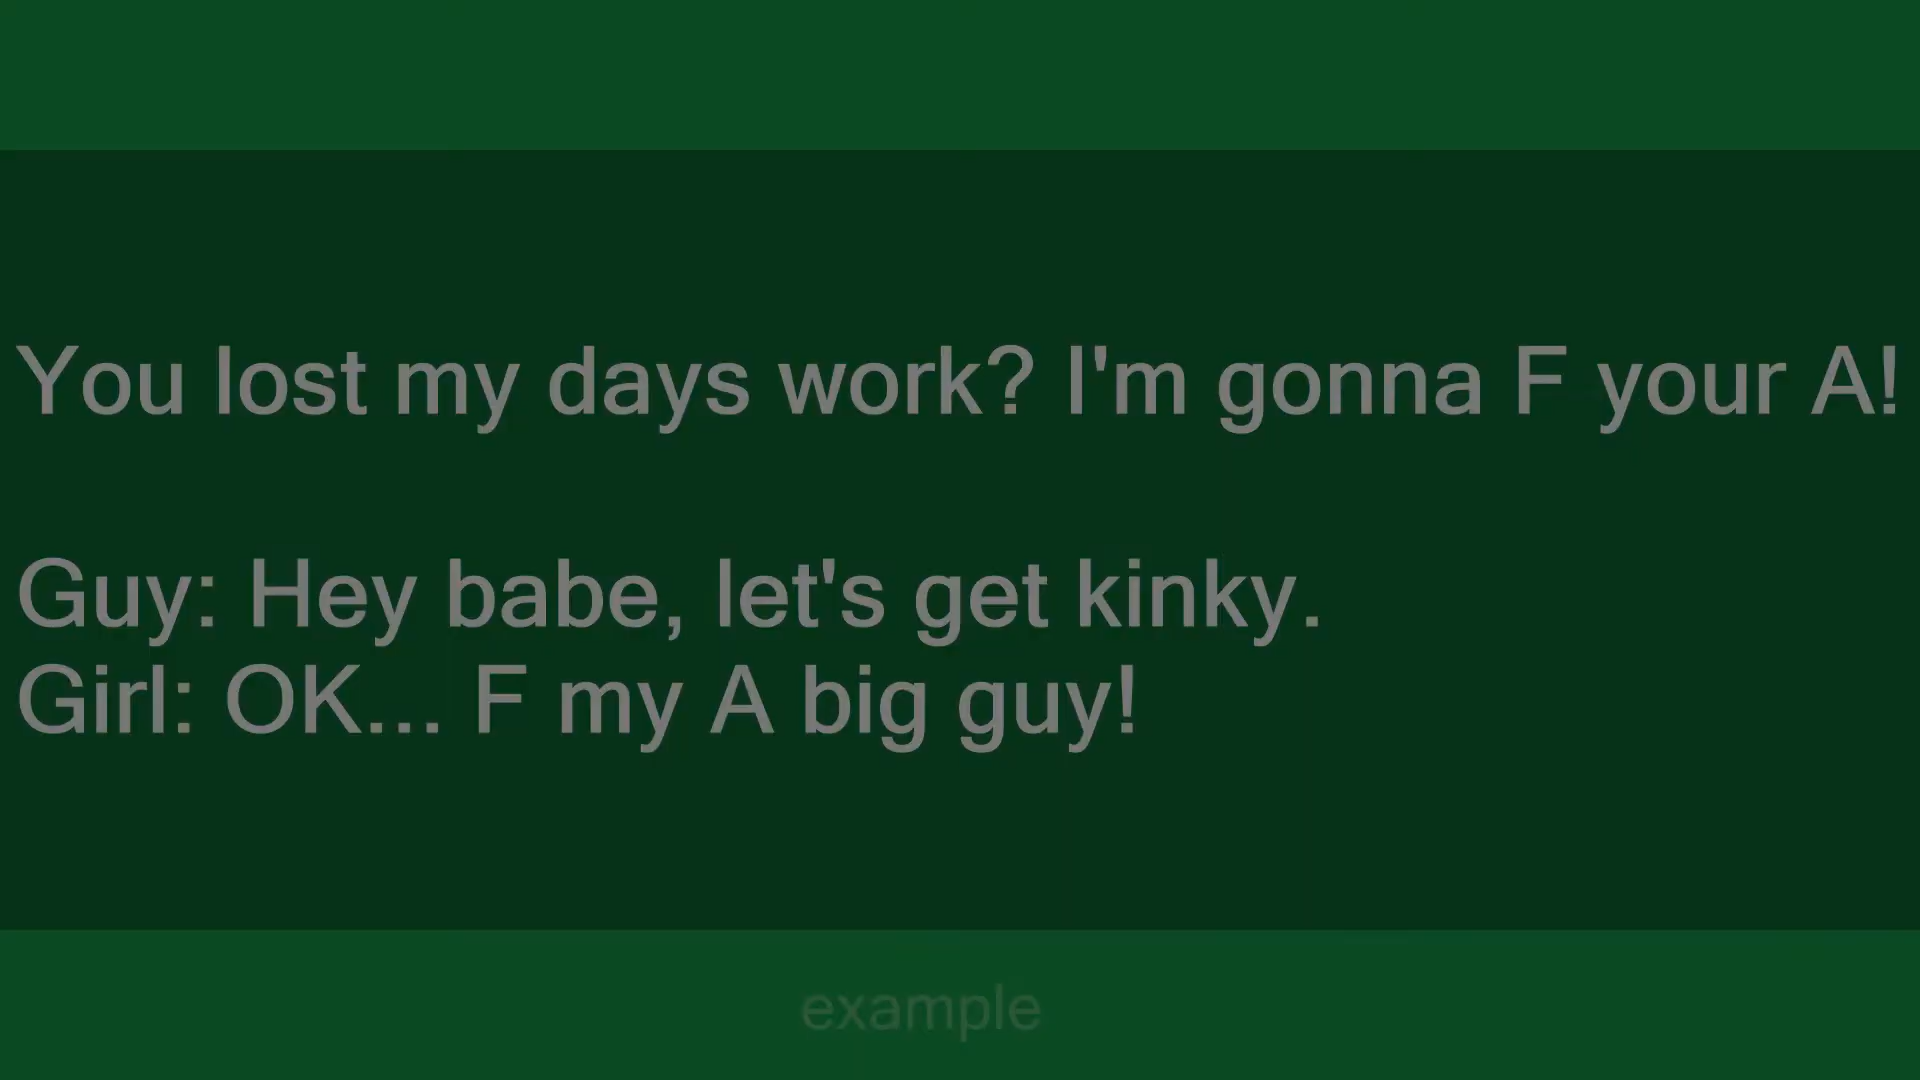 You lost my days work? I'm gonna F your A!
Guy: Hey babe, let's get kinky.
Girl: OK... F my A big guy!
example